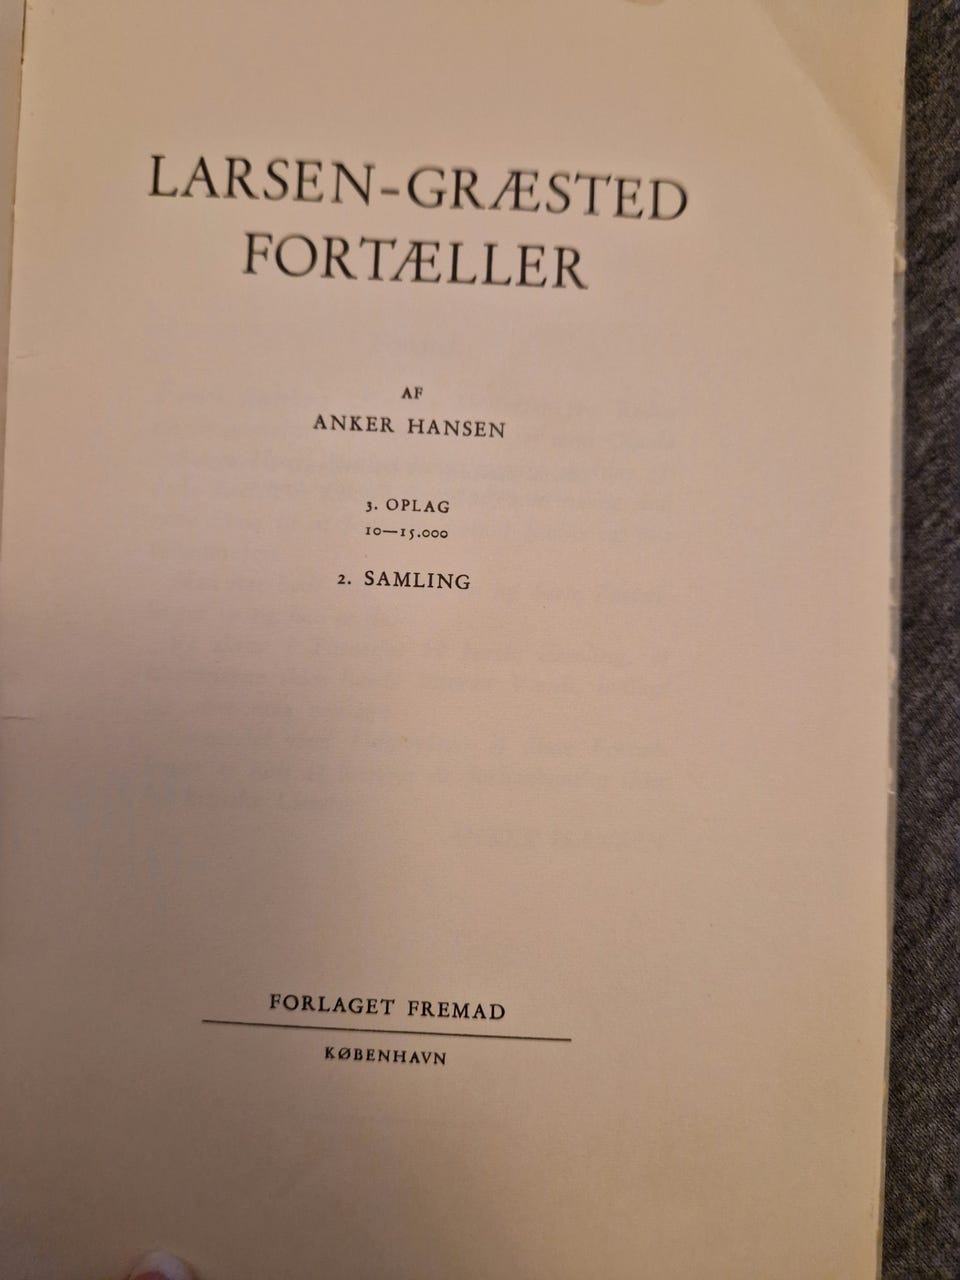 LARSEN-GRÆSTED
FORTÆLLER
AF
ANKER HANSEN
3. OPLAG
10—15.000
2. SAMLING
FORLAGET FREMAD
KØBENHAVN